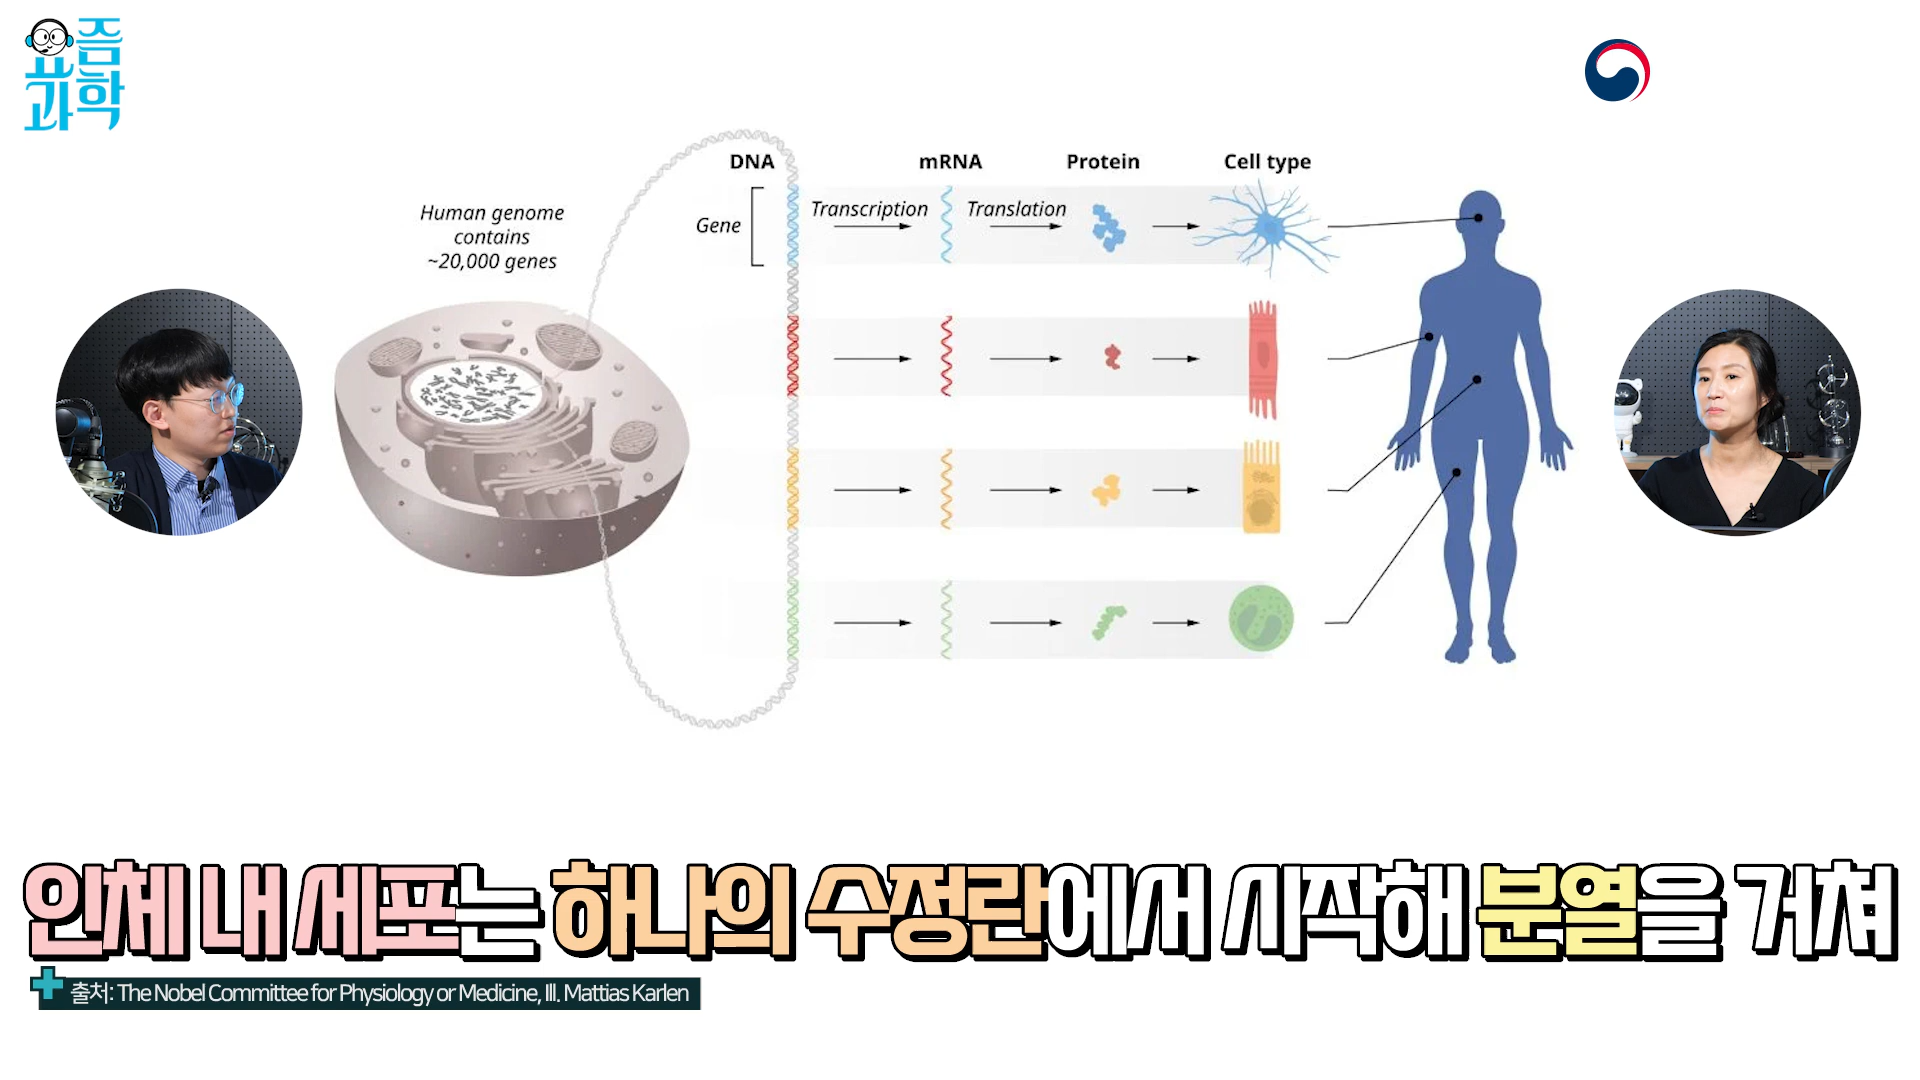 요즘
과학
DNA
mRNA
Protein
Cell type
Human genome
contains
~20,000 genes
Gene
Transcription
Translation
인체 내 세포는 하나의 수정란에서 시작해 분열을 거쳐
출처: The Nobel Committee for Physiology or Medicine, Ill. Mattias Karlen